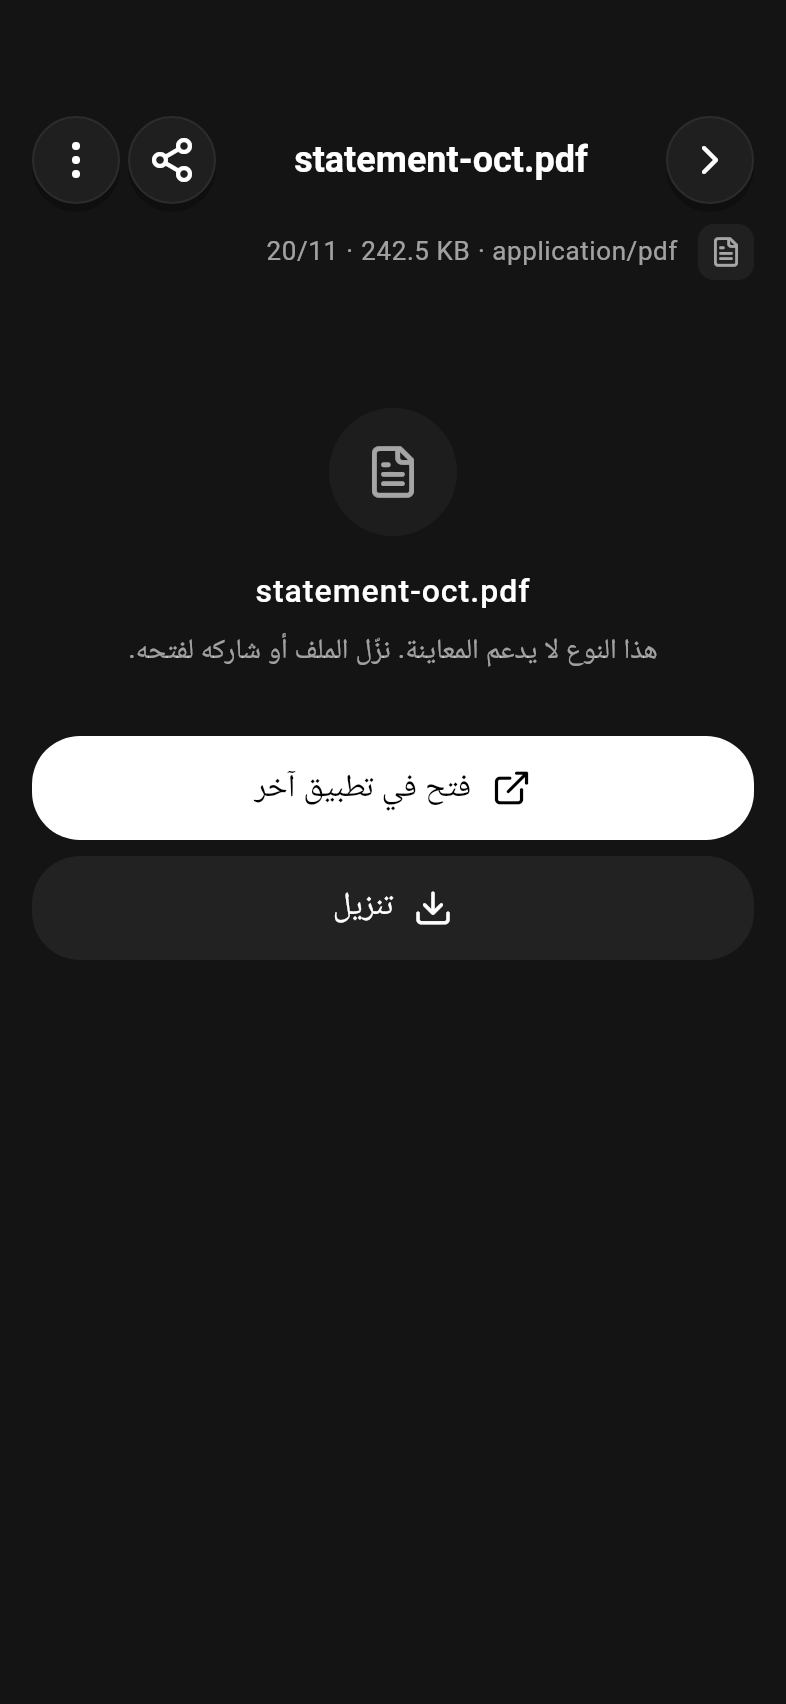 statement-oct.pdf
20/11 · 242.5 KB · application/pdf
statement-oct.pdf
هذا النوع لا يدعم المعاينة. نزّل الملف أو شاركه لفتحه.
فتح في تطبيق آخر
تنزيل